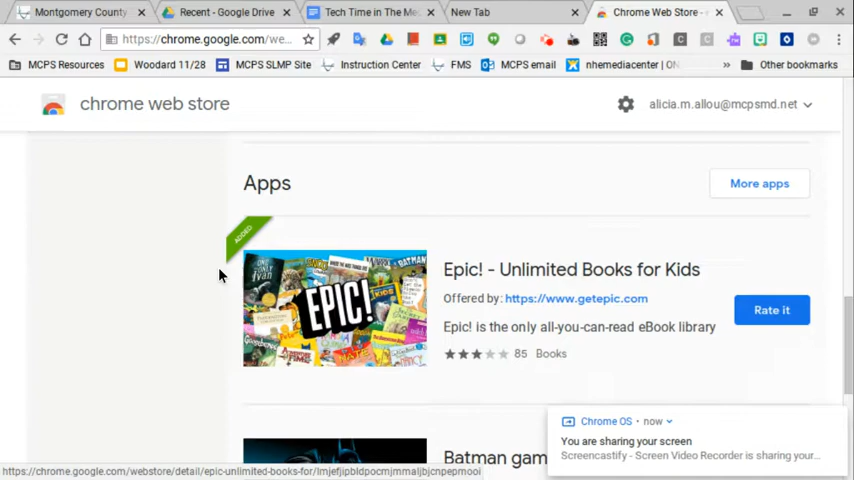 Montgomery County
Recent - Google Drive
Tech Time in The Me
New Tab
Chrome Web Store - e
https://chrome.google.com/we...
MCPS Resources
Woodard 11/28
MCPS SLMP Site
Instruction Center
FMS
MCPS email
nhemediacenter | ON
Other bookmarks
chrome web store
alicia.m.allou@mcpsmd.net
Apps
More apps
ADDED
EPIC!
BATMAN
Epic! - Unlimited Books for Kids
Offered by: https://www.getepic.com
Rate it
Epic! is the only all-you-can-read eBook library
85 Books
Chrome OS • now
You are sharing your screen
Screencastify - Screen Video Recorder is sharing your...
Batman gam
https://chrome.google.com/webstore/detail/epic-unlimited-books-for/lmjefjipbldpocmjmmaljbjcnpepmooi